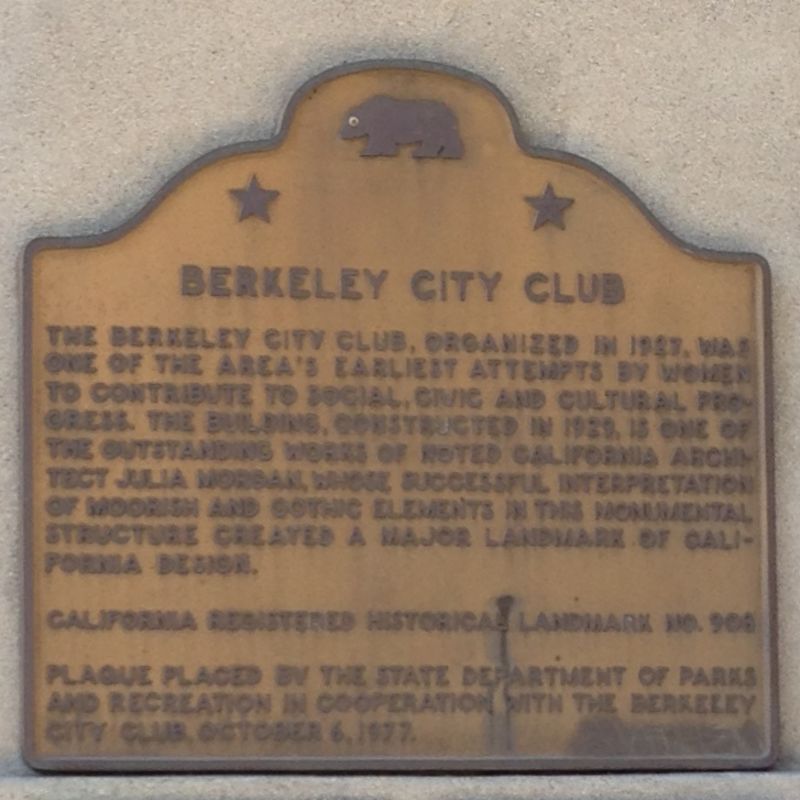 BERKELEY CITY CLUB
THE BERKELEY CITY CLUB, ORGANIZED IN 1927, WAS
ONE OF THE AREA'S EARLIEST ATTEMPTS BY WOMEN
TO CONTRIBUTE TO SOCIAL, CIVIC AND CULTURAL PRO-
GRESS. THE BUILDING, CONSTRUCTED IN 1929, IS ONE OF
THE OUTSTANDING WORKS OF NOTED CALIFORNIA ARCHI-
TECT JULIA MORGAN, WHOSE SUCCESSFUL INTERPRETATION
OF MOORISH AND GOTHIC ELEMENTS IN THIS MONUMENTAL
STRUCTURE CREATED A MAJOR LANDMARK OF CALI-
FORNIA DESIGN.
CALIFORNIA REGISTERED HISTORICAL LANDMARK NO. 908
PLAQUE PLACED BY THE STATE DEPARTMENT OF PARKS
AND RECREATION IN COOPERATION WITH THE BERKELEY
CITY CLUB, OCTOBER 6, 1977.